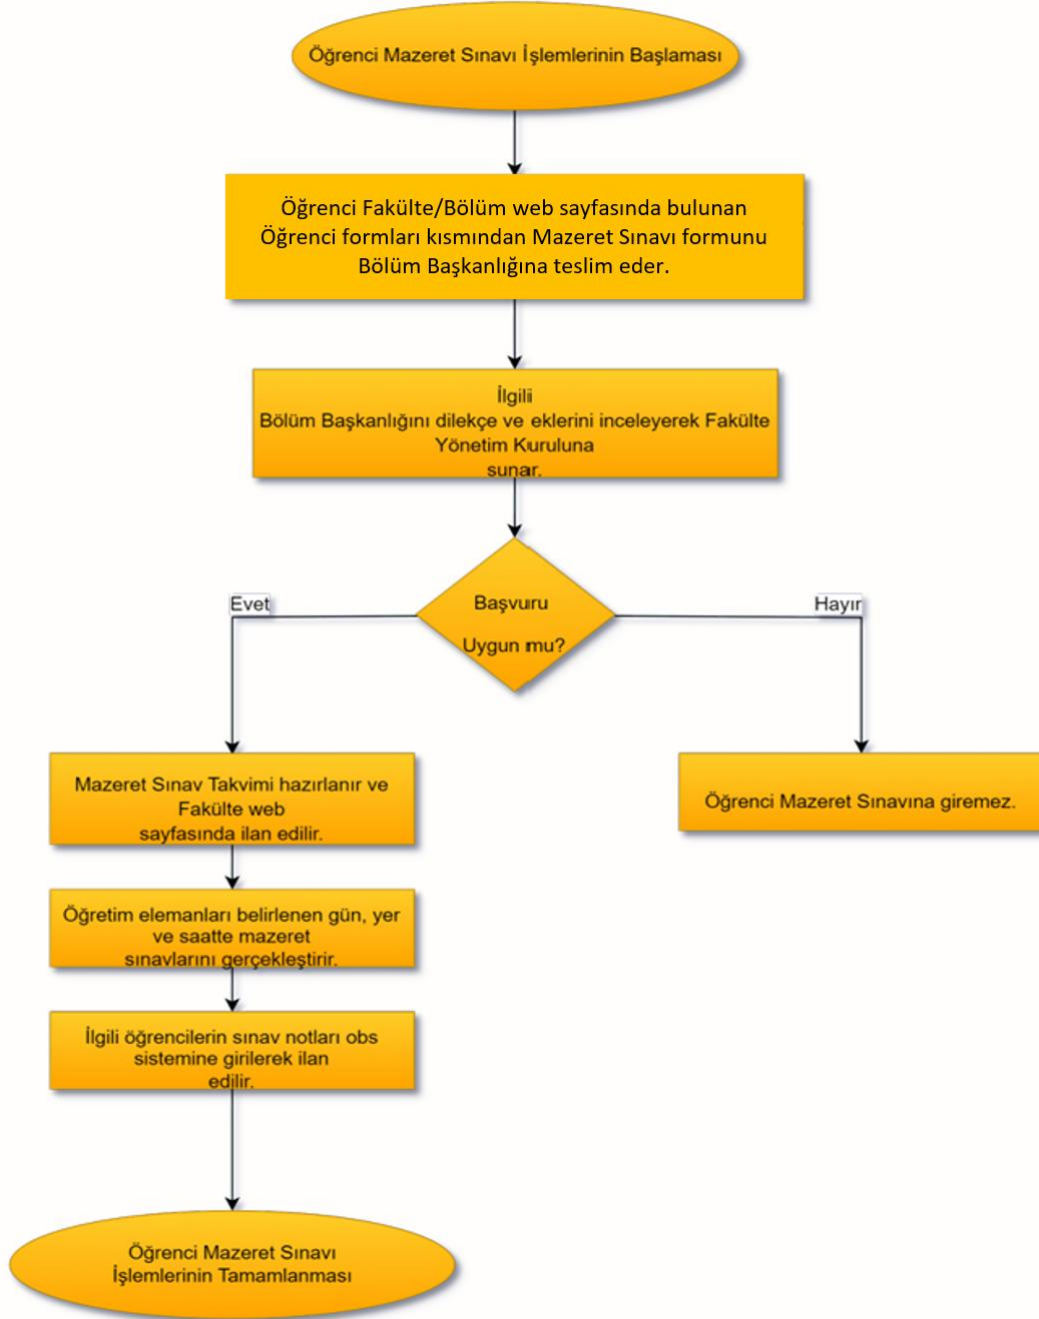 Öğrenci Mazeret Sınavı İşlemlerinin Başlaması
Öğrenci Fakülte/Bölüm web sayfasında bulunan
Öğrenci formları kısmından Mazeret Sınavı formunu
Bölüm Başkanlığına teslim eder.
İlgili
Bölüm Başkanlığını dilekçe ve eklerini inceleyerek Fakülte
Yönetim Kuruluna
sunar.
Başvuru
Uygun mu?
Evet
Hayır
Mazeret Sınav Takvimi hazırlanır ve
Fakülte web
sayfasında ilan edilir.
Öğrenci Mazeret Sınavına giremez.
Öğretim elemanları belirlenen gün, yer
ve saatte mazeret
sınavlarını gerçekleştirir.
İlgili öğrencilerin sınav notları obs
sistemine girilerek ilan
edilir.
Öğrenci Mazeret Sınavı
İşlemlerinin Tamamlanması